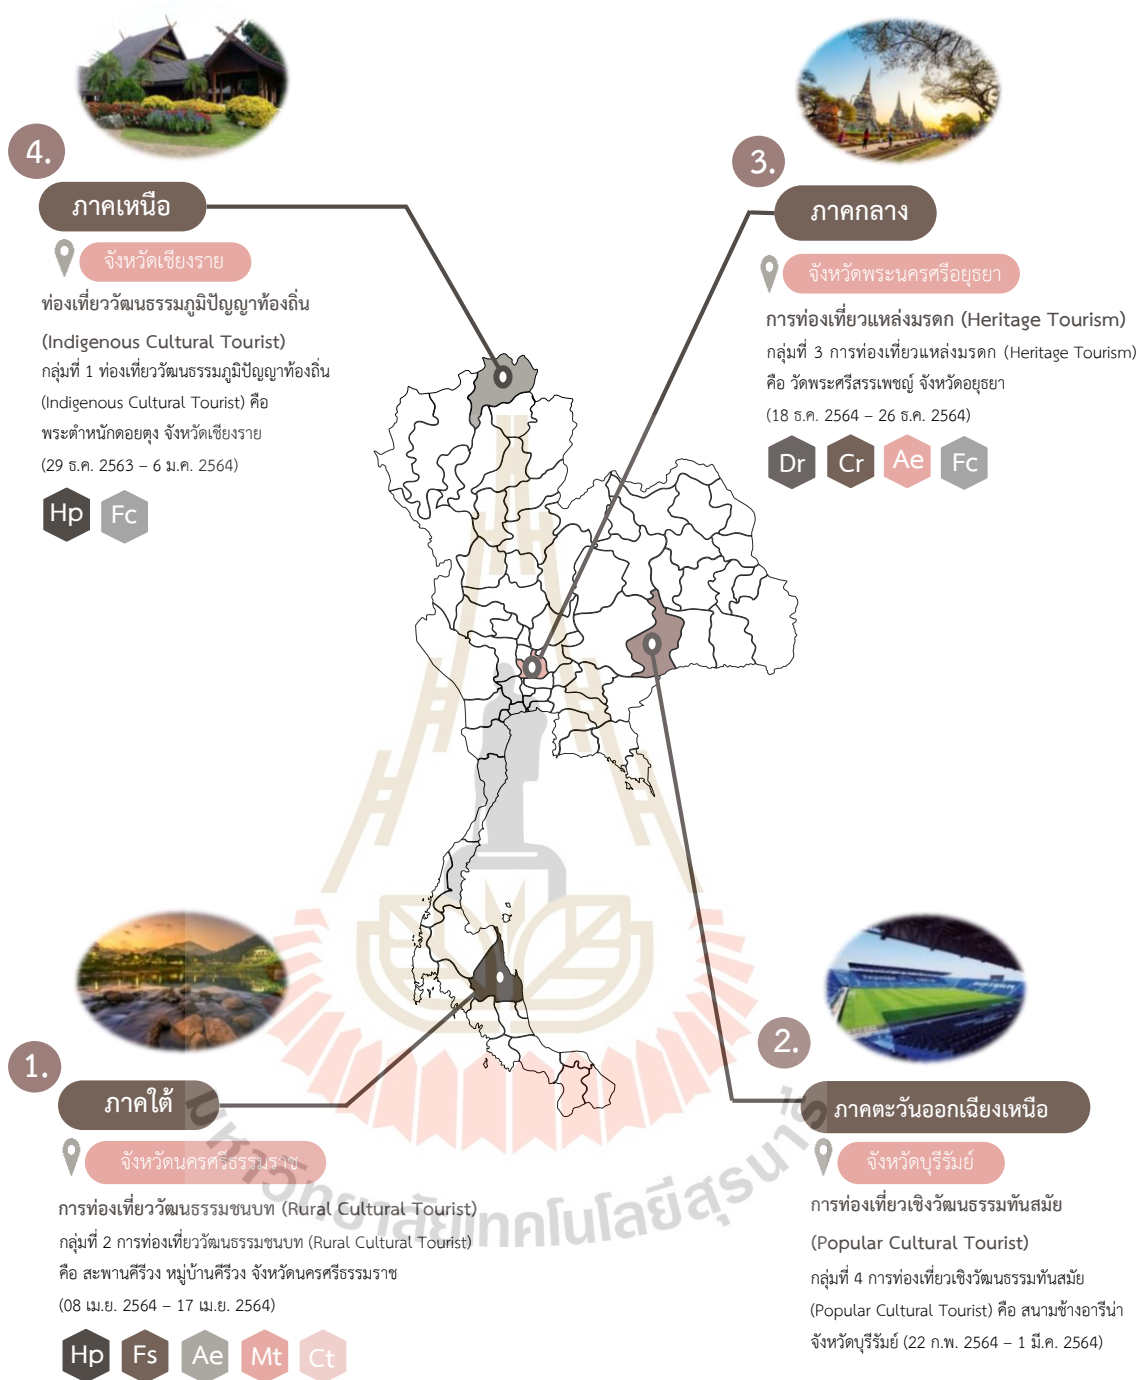 4.
ภาคเหนือ
จังหวัดเชียงราย
ท่องเที่ยววัฒนธรรมภูมิปัญญาท้องถิ่น
(Indigenous Cultural Tourist)
กลุ่มที่ 1 ท่องเที่ยววัฒนธรรมภูมิปัญญาท้องถิ่น
(Indigenous Cultural Tourist) คือ
พระตำหนักดอยตุง จังหวัดเชียงราย
(29 ธ.ค. 2563 – 6 ม.ค. 2564)
Hp Fc
3.
ภาคกลาง
จังหวัดพระนครศรีอยุธยา
การท่องเที่ยวแหล่งมรดก (Heritage Tourism)
กลุ่มที่ 3 การท่องเที่ยวแหล่งมรดก (Heritage Tourism)
คือ วัดพระศรีสรรเพชญ์ จังหวัดอยุธยา
(18 ธ.ค. 2564 – 26 ธ.ค. 2564)
Dr Cr Ae Fc
1.
ภาคใต้
จังหวัดนครศรีธรรมราช
การท่องเที่ยววัฒนธรรมชนบท (Rural Cultural Tourist)
กลุ่มที่ 2 การท่องเที่ยววัฒนธรรมชนบท (Rural Cultural Tourist)
คือ สะพานคีรีวง หมู่บ้านคีรีวง จังหวัดนครศรีธรรมราช
(08 เม.ย. 2564 – 17 เม.ย. 2564)
Hp Fs Ae Mt Ct
2.
ภาคตะวันออกเฉียงเหนือ
จังหวัดบุรีรัมย์
การท่องเที่ยวเชิงวัฒนธรรมทันสมัย
(Popular Cultural Tourist)
กลุ่มที่ 4 การท่องเที่ยวเชิงวัฒนธรรมทันสมัย
(Popular Cultural Tourist) คือ สนามช้างอารีน่า
จังหวัดบุรีรัมย์ (22 ก.พ. 2564 – 1 มี.ค. 2564)
มหาวิทยาลัยเทคโนโลยีสุรนารี